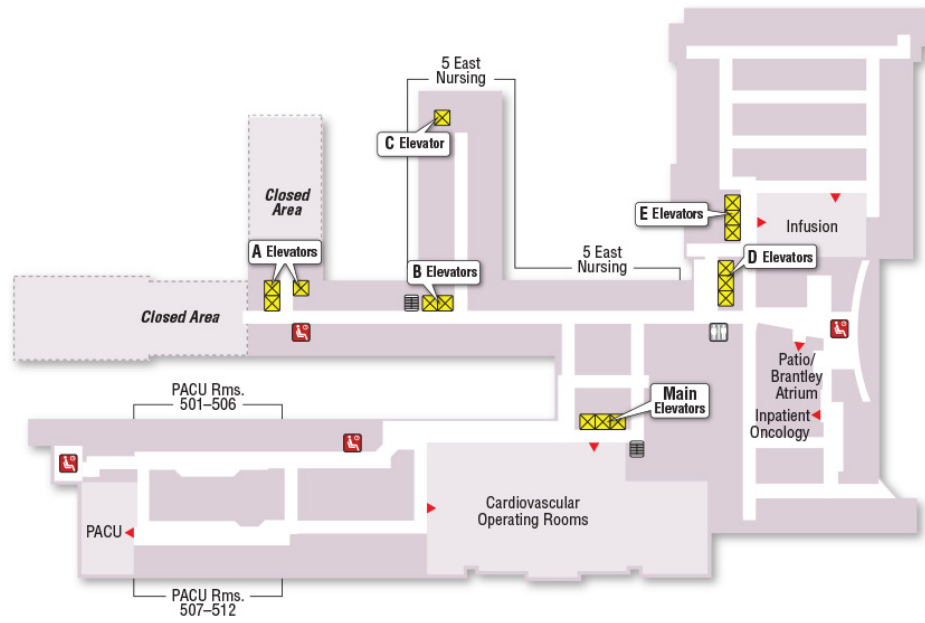 5 East
Nursing
C Elevator
Closed
Area
A Elevators
E Elevators
Infusion
5 East
Nursing
D Elevators
B Elevators
Closed Area
Patio/
Brantley
Atrium
PACU Rms.
501–506
Main
Elevators
Inpatient
Oncology
Cardiovascular
Operating Rooms
PACU
PACU Rms.
507–512